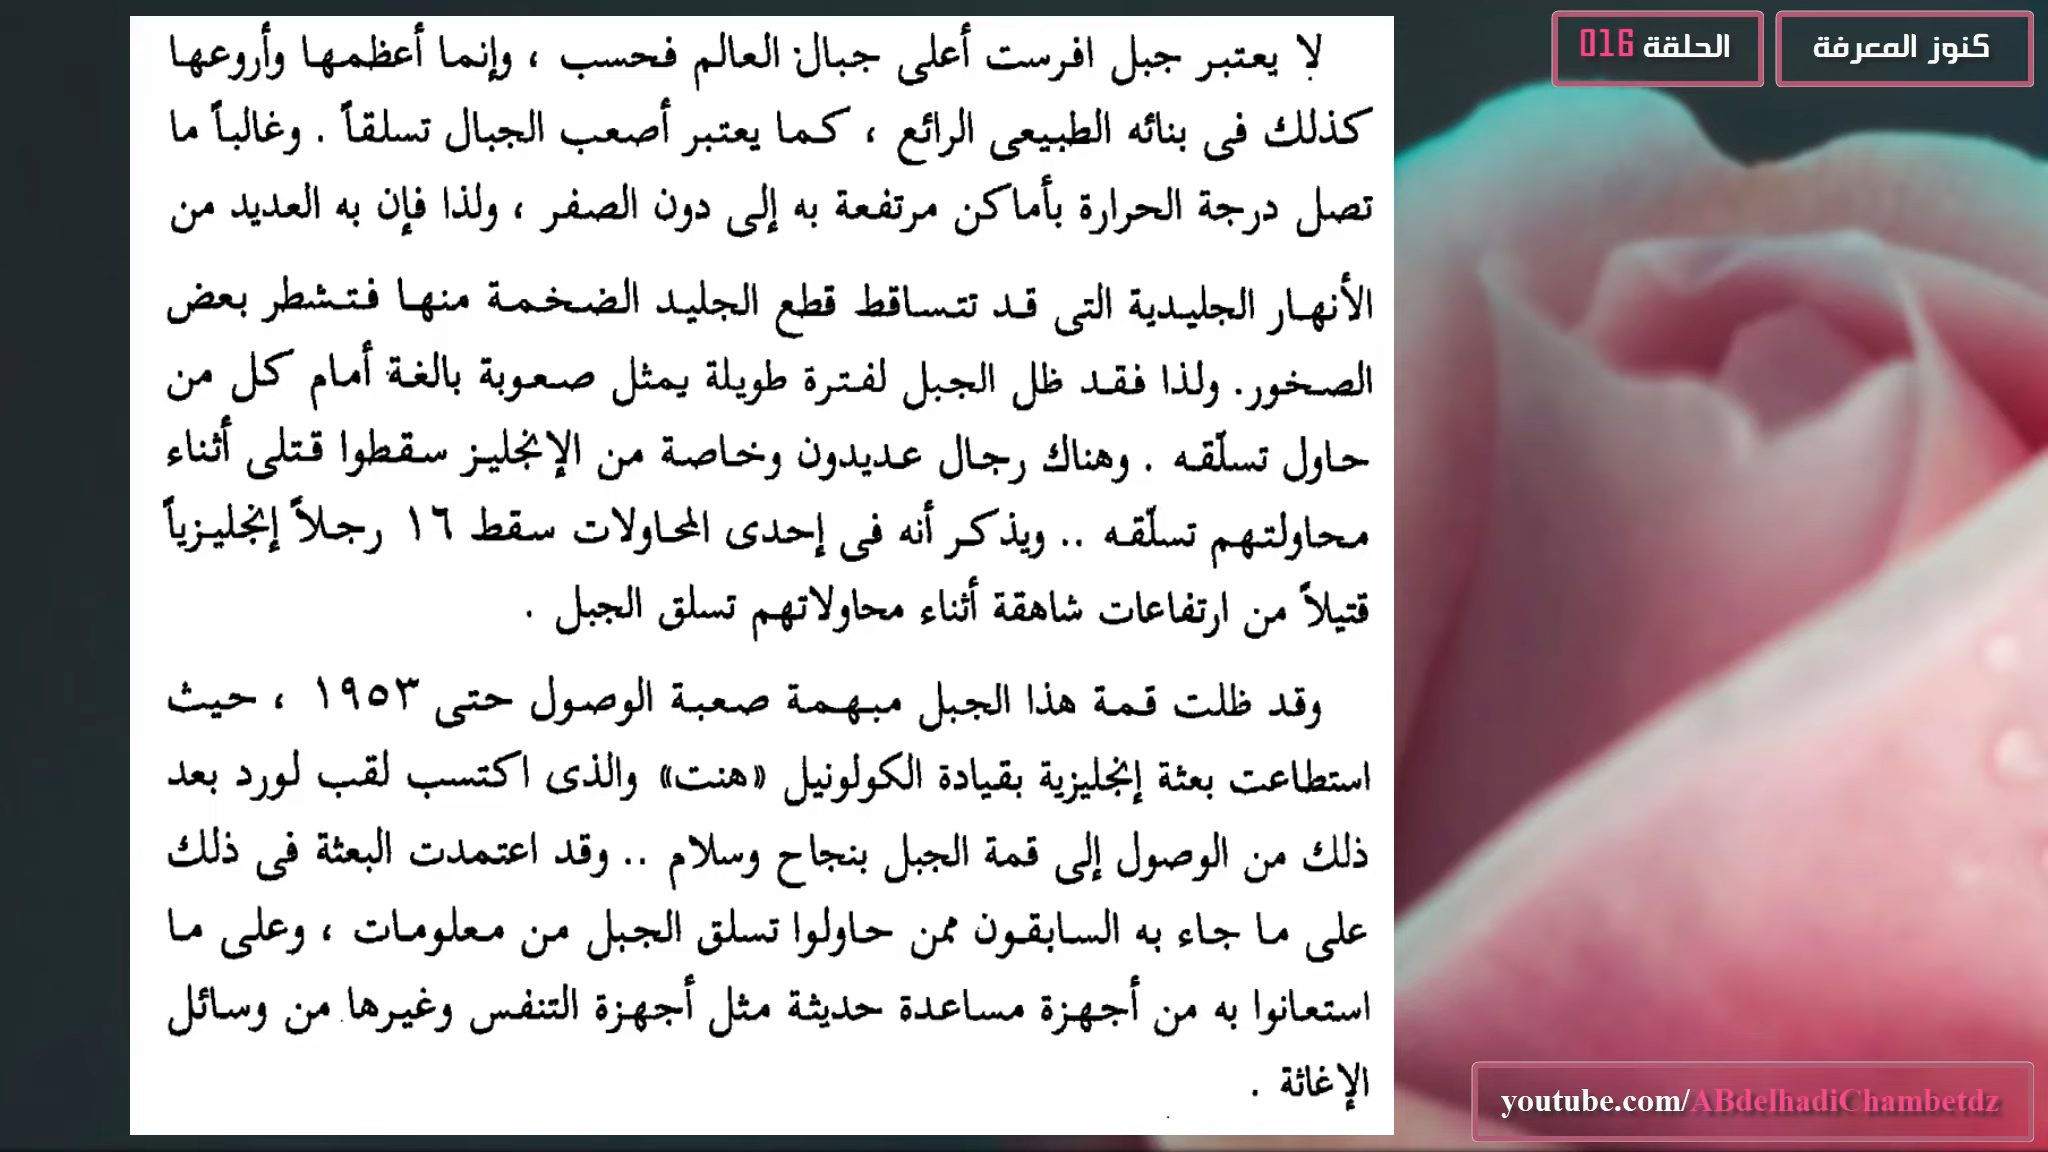 كنوز المعرفة
الحلقة 016
لا يعتبر جبل افرست أعلى جبال العالم فحسب ، وإنما أعظمها وأروعها
كذلك فى بنائه الطبيعى الرائع ، كما يعتبر أصعب الجبال تسلقاً . وغالباً ما
تصل درجة الحرارة بأماكن مرتفعة به إلى دون الصفر ، ولذا فإن به العديد من
الأنهار الجليدية التى قد تتساقط قطع الجليد الضخمة منها فتشطر بعض
الصخور. ولذا فقد ظل الجبل لفترة طويلة يمثل صعوبة بالغة أمام كل من
حاول تسلّقه . وهناك رجال عديدون وخاصة من الإنجليز سقطوا قتلى أثناء
محاولتهم تسلّقه .. ويذكر أنه فى إحدى المحاولات سقط ١٦ رجلاً إنجليزياً
قتيلاً من ارتفاعات شاهقة أثناء محاولاتهم تسلق الجبل .
وقد ظلت قمة هذا الجبل مبهمة صعبة الوصول حتى ١٩٥٣ ، حيث
استطاعت بعثة إنجليزية بقيادة الكولونيل «هنت» والذى اكتسب لقب لورد بعد
ذلك من الوصول إلى قمة الجبل بنجاح وسلام .. وقد اعتمدت البعثة فى ذلك
على ما جاء به السابقون ممن حاولوا تسلق الجبل من معلومات ، وعلى ما
استعانوا به من أجهزة مساعدة حديثة مثل أجهزة التنفس وغيرها من وسائل
الإغاثة .
youtube.com/ABdelhadiChambetdz